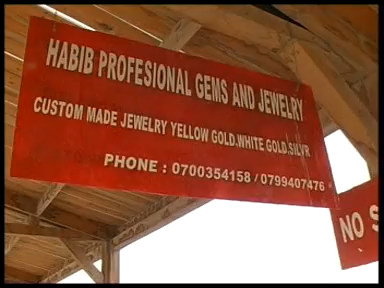 HABIB PROFESIONAL GEMS AND JEWELRY
CUSTOM MADE JEWELRY YELLOW GOLD.WHITE GOLD.SILVR
PHONE : 0700354158 / 0799407476
NO